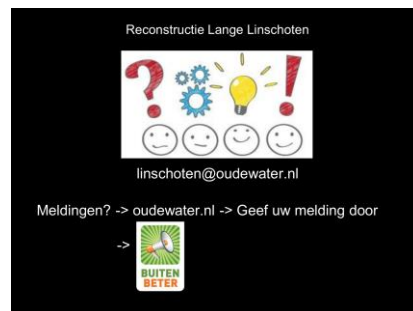 Reconstructie Lange Linschoten
? !
linschoten@oudewater.nl
Meldingen? -> oudewater.nl -> Geef uw melding door
->
BUITEN
BETER